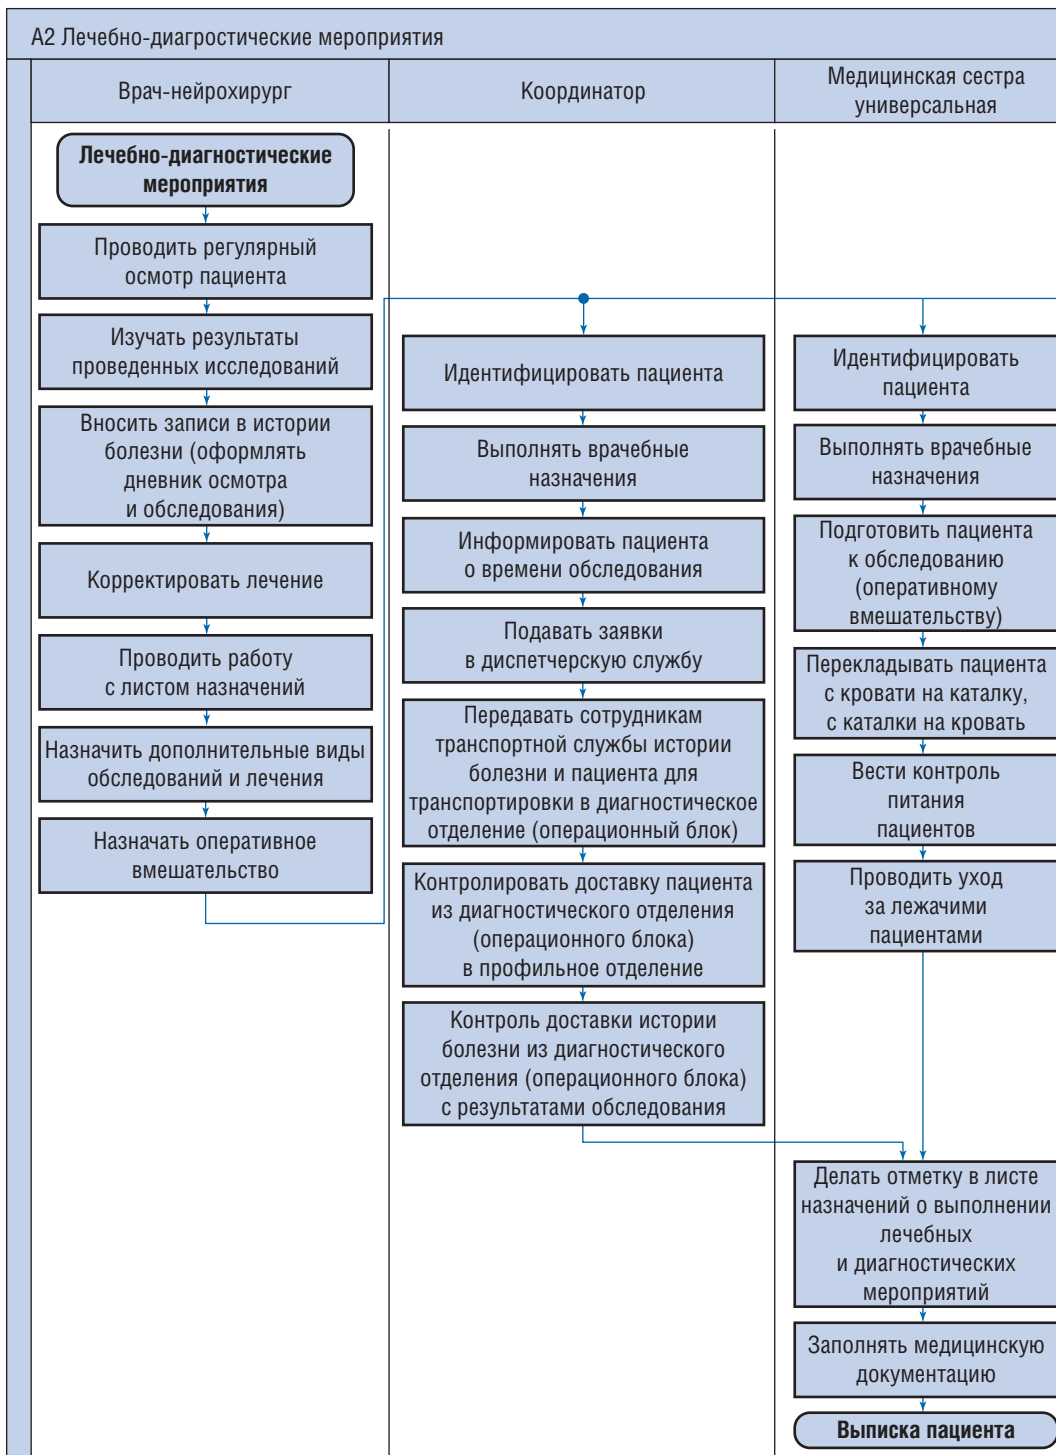 А2 Лечебно-диагростические мероприятия
Врач-нейрохирург
Координатор
Медицинская сестра
универсальная
Лечебно-диагностические
мероприятия
Проводить регулярный
осмотр пациента
Изучать результаты
проведенных исследований
Вносить записи в истории
болезни (оформлять
дневник осмотра
и обследования)
Корректировать лечение
Проводить работу
с листом назначений
Назначить дополнительные виды
обследований и лечения
Назначать оперативное
вмешательство
Идентифицировать пациента
Выполнять врачебные
назначения
Информировать пациента
о времени обследования
Подавать заявки
в диспетчерскую службу
Передавать сотрудникам
транспортной службы истории
болезни и пациента для
транспортировки в диагностическое
отделение (операционный блок)
Контролировать доставку пациента
из диагностического отделения
(операционного блока)
в профильное отделение
Контроль доставки истории
болезни из диагностического
отделения (операционного блока)
с результатами обследования
Идентифицировать
пациента
Выполнять врачебные
назначения
Подготовить пациента
к обследованию
(оперативному
вмешательству)
Перекладывать пациента
с кровати на каталку,
с каталки на кровать
Вести контроль
питания
пациентов
Проводить уход
за лежачими
пациентами
Делать отметку в листе
назначений о выполнении
лечебных
и диагностических
мероприятий
Заполнять медицинскую
документацию
Выписка пациента